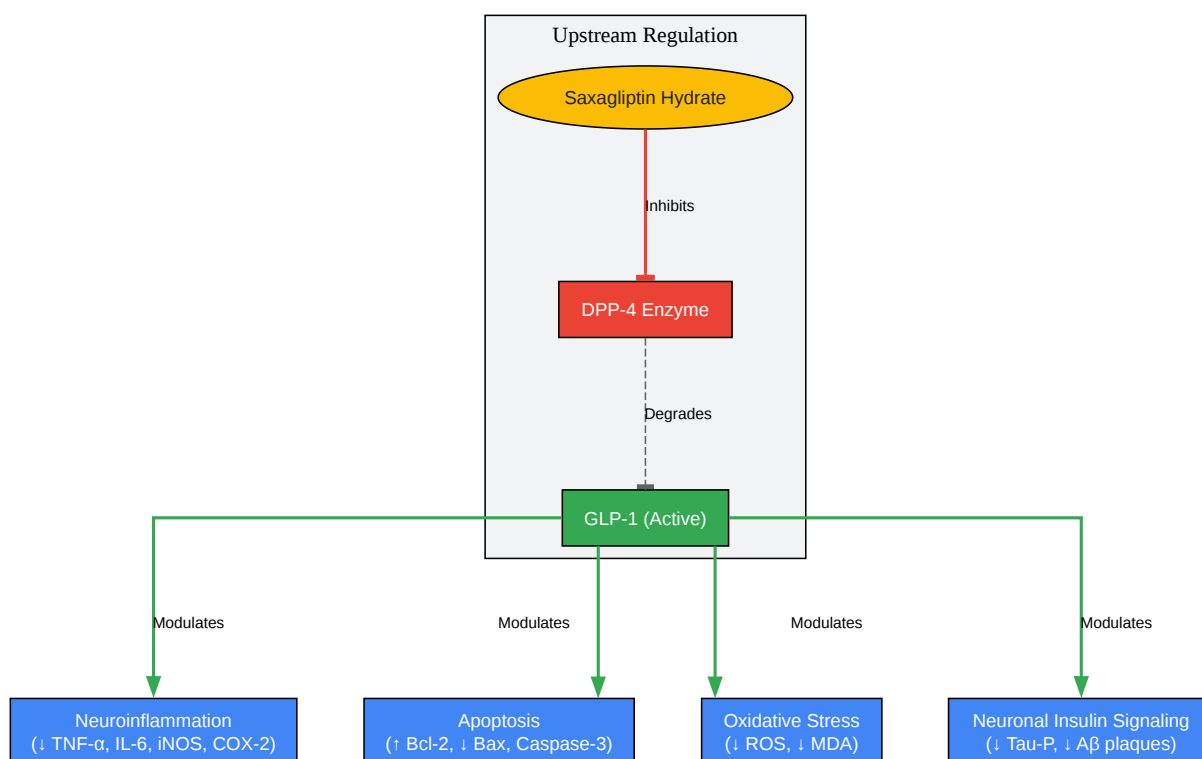 Upstream Regulation
Saxagliptin Hydrate
Inhibits
DPP-4 Enzyme
Degrades
GLP-1 (Active)
Modulates
Modulates
Modulates
Modulates
Neuroinflammation
(↓ TNF-α, IL-6, iNOS, COX-2)
Apoptosis
(↑ Bcl-2, ↓ Bax, Caspase-3)
Oxidative Stress
(↓ ROS, ↓ MDA)
Neuronal Insulin Signaling
(↓ Tau-P, ↓ Aβ plaques)